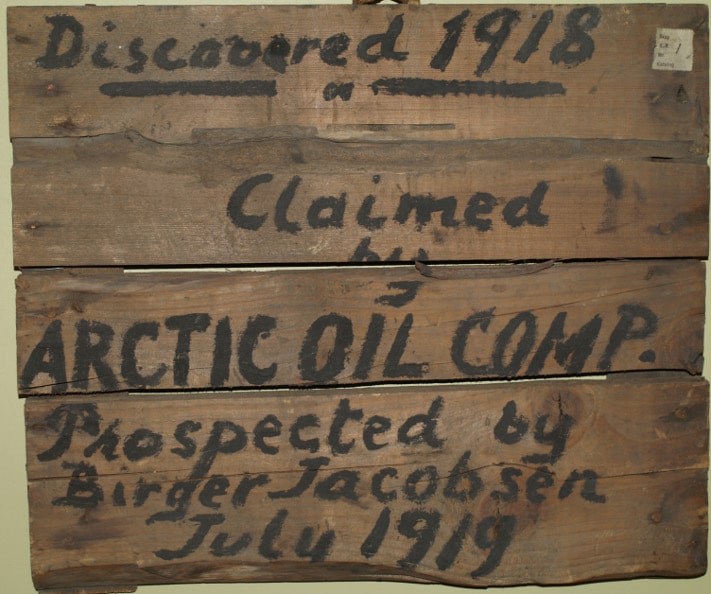 Discovered 1918
Claimed
by
ARCTIC OIL COMP.
Prospected by
Birger Jacobsen
July 1919